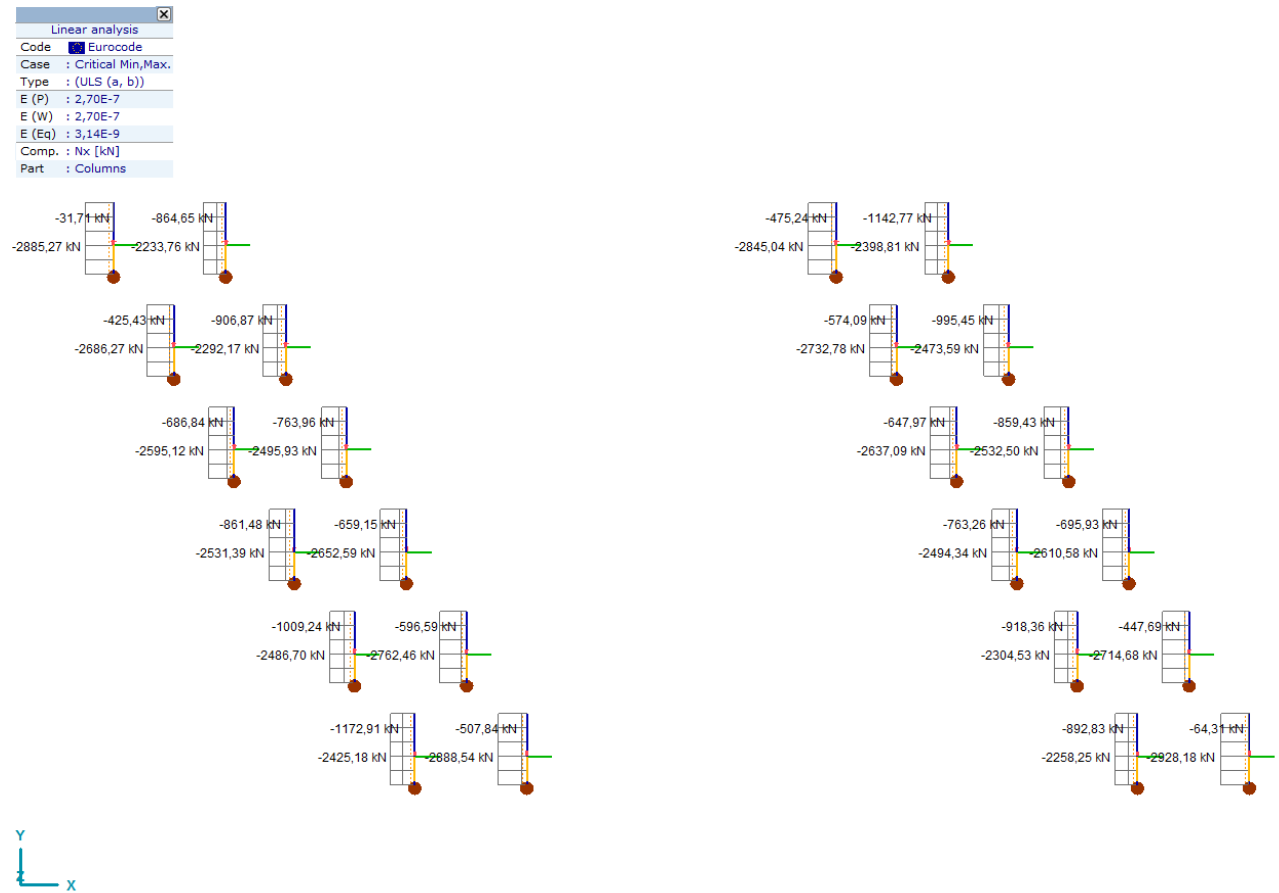 Linear analysis
Code Eurocode
Case : Critical Min,Max.
Type : (ULS (a, b))
E (P) : 2,70E-7
E (W) : 2,70E-7
E (Eq) : 3,14E-9
Comp. : Nx [kN]
Part : Columns
-31,71 kN -864,65 kN -475,24 kN -1142,77 kN
-2885,27 kN -2233,76 kN -2845,04 kN -2398,81 kN
-425,43 kN -906,87 kN -574,09 kN -995,45 kN
-2686,27 kN -2292,17 kN -2732,78 kN -2473,59 kN
-686,84 kN -763,96 kN -647,97 kN -859,43 kN
-2595,12 kN -2495,93 kN -2637,09 kN -2532,50 kN
-861,48 kN -659,15 kN -763,26 kN -695,93 kN
-2531,39 kN -2652,59 kN -2494,34 kN -2610,58 kN
-1009,24 kN -596,59 kN -918,36 kN -447,69 kN
-2486,70 kN -2762,46 kN -2304,53 kN -2714,68 kN
-1172,91 kN -507,84 kN -892,83 kN -64,31 kN
-2425,18 kN -2888,54 kN -2258,25 kN -2928,18 kN
Y
Z X